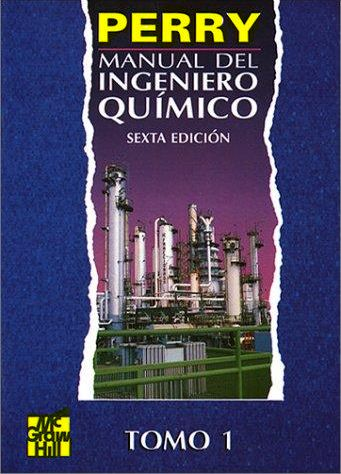 PERRY
MANUAL DEL
INGENIERO
QUÍMICO
SEXTA EDICIÓN
Mc
Graw
Hill
TOMO 1